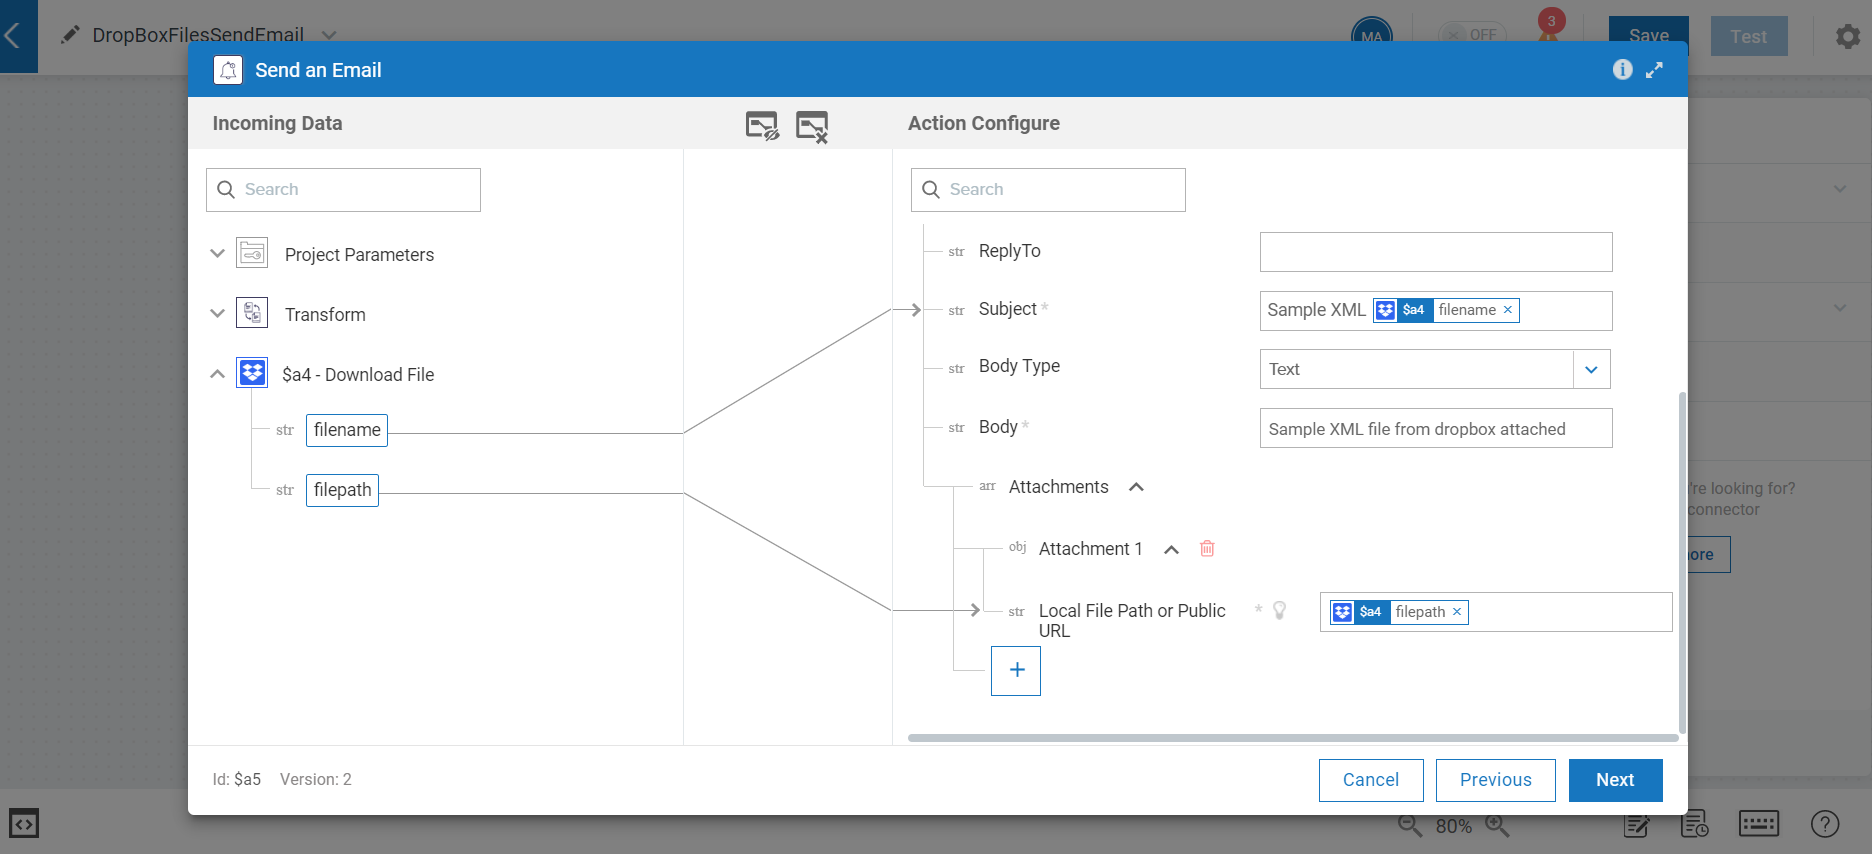 DropBoxFilesSendEmail
MA
OFF
3
Save
Test
Send an Email
Incoming Data
Action Configure
Search
Search
Project Parameters
Transform
$a4 - Download File
str filename
str filepath
str ReplyTo
str Subject * Sample XML $a4 filename ×
str Body Type Text
str Body * Sample XML file from dropbox attached
arr Attachments
obj Attachment 1
str Local File Path or Public URL * $a4 filepath ×
+
're looking for?
connector
ore
Id: $a5 Version: 2
Cancel
Previous
Next
80%